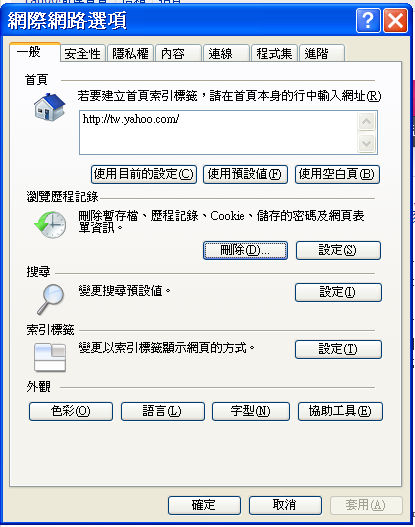 網際網路選項
一般
安全性
隱私權
內容
連線
程式集
進階
首頁
若要建立首頁索引標籤，請在首頁本身的行中輸入網址(R)
http://tw.yahoo.com/
使用目前的設定(C)
使用預設值(F)
使用空白頁(B)
瀏覽歷程記錄
刪除暫存檔、歷程記錄、Cookie、儲存的密碼及網頁表
單資訊。
刪除(D)...
設定(S)
搜尋
變更搜尋預設值。
設定(I)
索引標籤
變更以索引標籤顯示網頁的方式。
設定(T)
外觀
色彩(O)
語言(L)
字型(N)
協助工具(E)
確定
取消
套用(A)